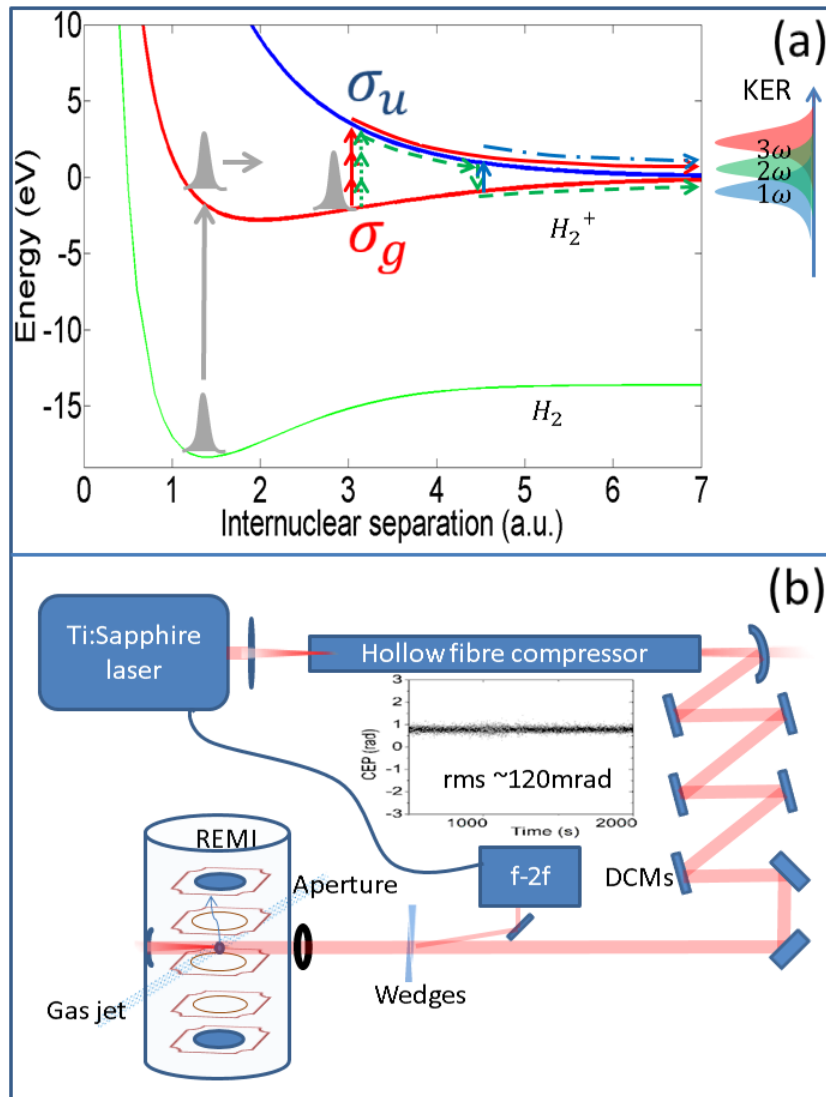 (a)
10
5
0
-5
-10
-15
Energy (eV)
0 1 2 3 4 5 6 7
Internuclear separation (a.u.)
σ_u
σ_g
H₂⁺
H₂
KER
3ω
2ω
1ω
(b)
Ti:Sapphire
laser
Hollow fibre compressor
3
2
1
0
-1
-2
-3
CEP (rad)
rms ~120mrad
1000 2000
Time (s)
REMI
Aperture
f-2f
DCMs
Wedges
Gas jet